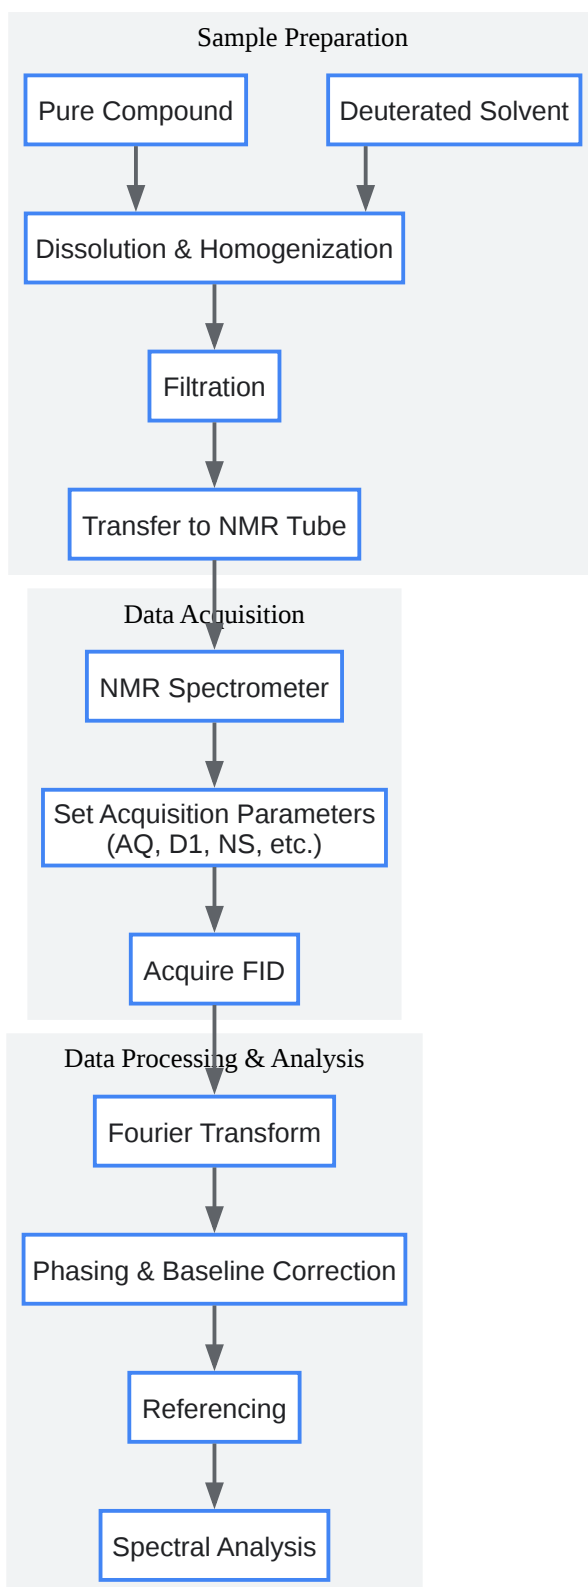 Sample Preparation
Pure Compound
Deuterated Solvent
Dissolution & Homogenization
Filtration
Transfer to NMR Tube
Data Acquisition
NMR Spectrometer
Set Acquisition Parameters
(AQ, D1, NS, etc.)
Acquire FID
Data Processing & Analysis
Fourier Transform
Phasing & Baseline Correction
Referencing
Spectral Analysis